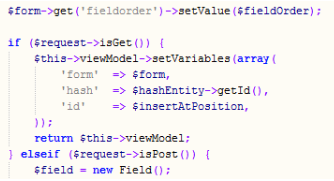 $form->get('fieldorder')->setValue($fieldOrder);
if ($request->isGet()) {
$this->viewModel->setVariables(array(
'form' => $form,
'hash' => $hashEntity->getId(),
'id' => $insertAtPosition,
));
return $this->viewModel;
} elseif ($request->isPost()) {
$field = new Field();